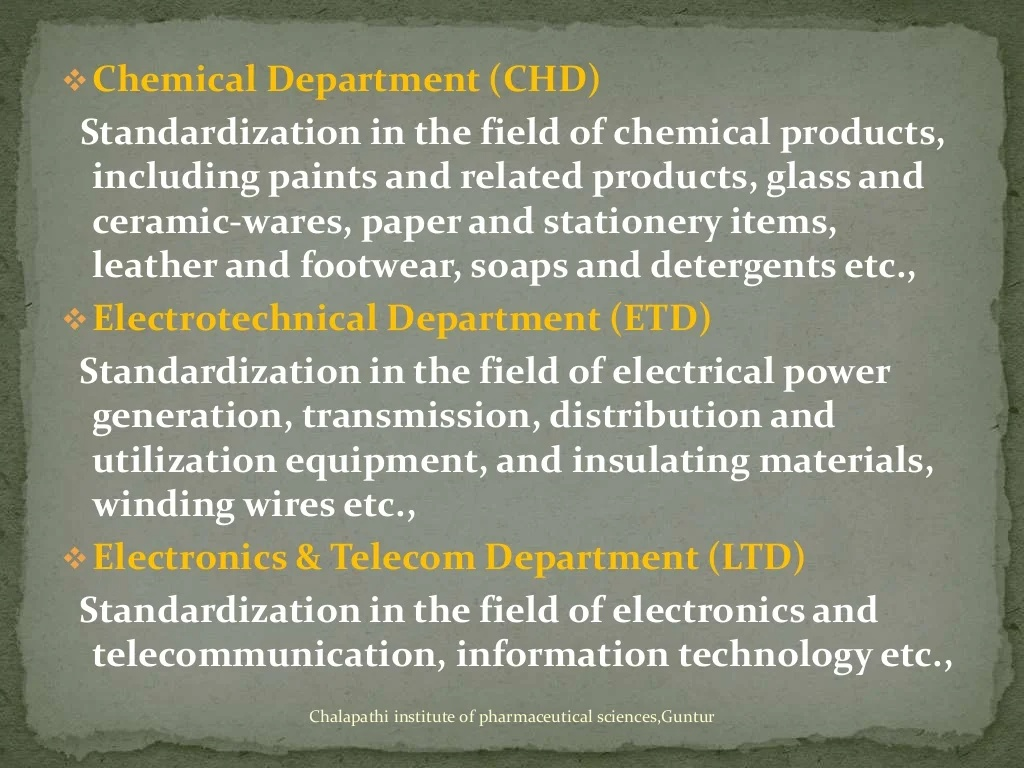 ❖ Chemical Department (CHD)
Standardization in the field of chemical products,
including paints and related products, glass and
ceramic-wares, paper and stationery items,
leather and footwear, soaps and detergents etc.,
❖ Electrotechnical Department (ETD)
Standardization in the field of electrical power
generation, transmission, distribution and
utilization equipment, and insulating materials,
winding wires etc.,
❖ Electronics & Telecom Department (LTD)
Standardization in the field of electronics and
telecommunication, information technology etc.,
Chalapathi institute of pharmaceutical sciences,Guntur